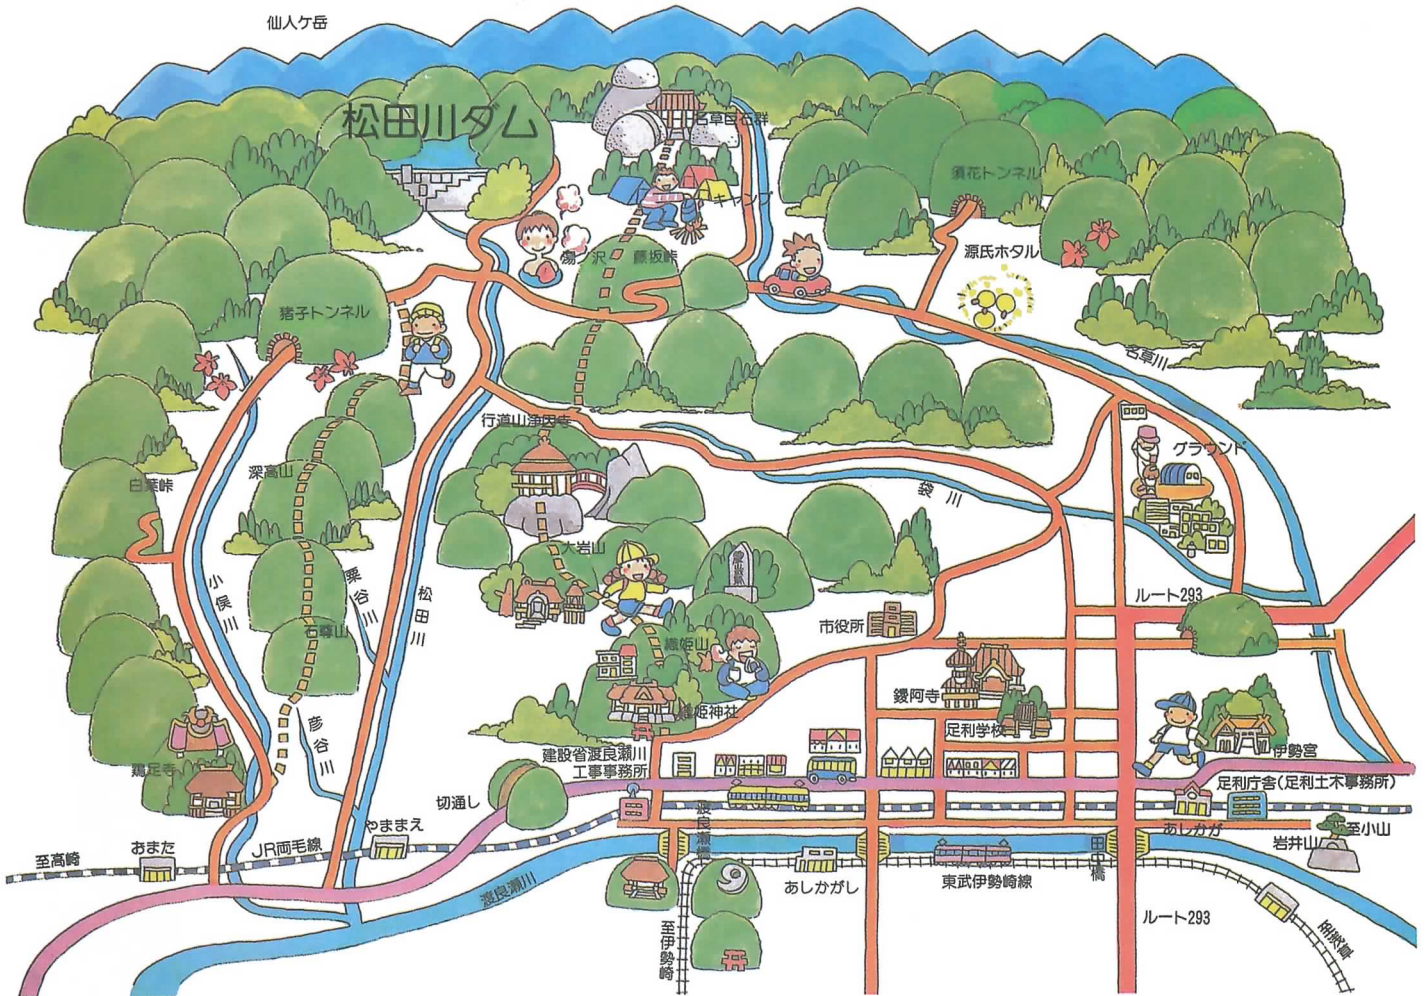 仙人ケ岳
松田川ダム
名草巨石群
キャンプ
須花トンネル
源氏ホタル
湯ノ沢
藤坂峠
猪子トンネル
名草川
行道山浄因寺
グラウンド
深高山
白葉峠
袋川
大岩山
小俣川
粟谷川
松田川
石尊山
ルート293
市役所
織姫山
彦谷川
鑁阿寺
織姫神社
足利学校
建設省渡良瀬川
工事事務所
伊勢宮
足利庁舎(足利土木事務所)
鶏足寺
切通し
渡良瀬橋
やままえ
あしかが
至小山
至高崎
おまた
JR両毛線
田中橋
岩井山
渡良瀬川
あしかがし
東武伊勢崎線
至伊勢崎
ルート293
至浅草